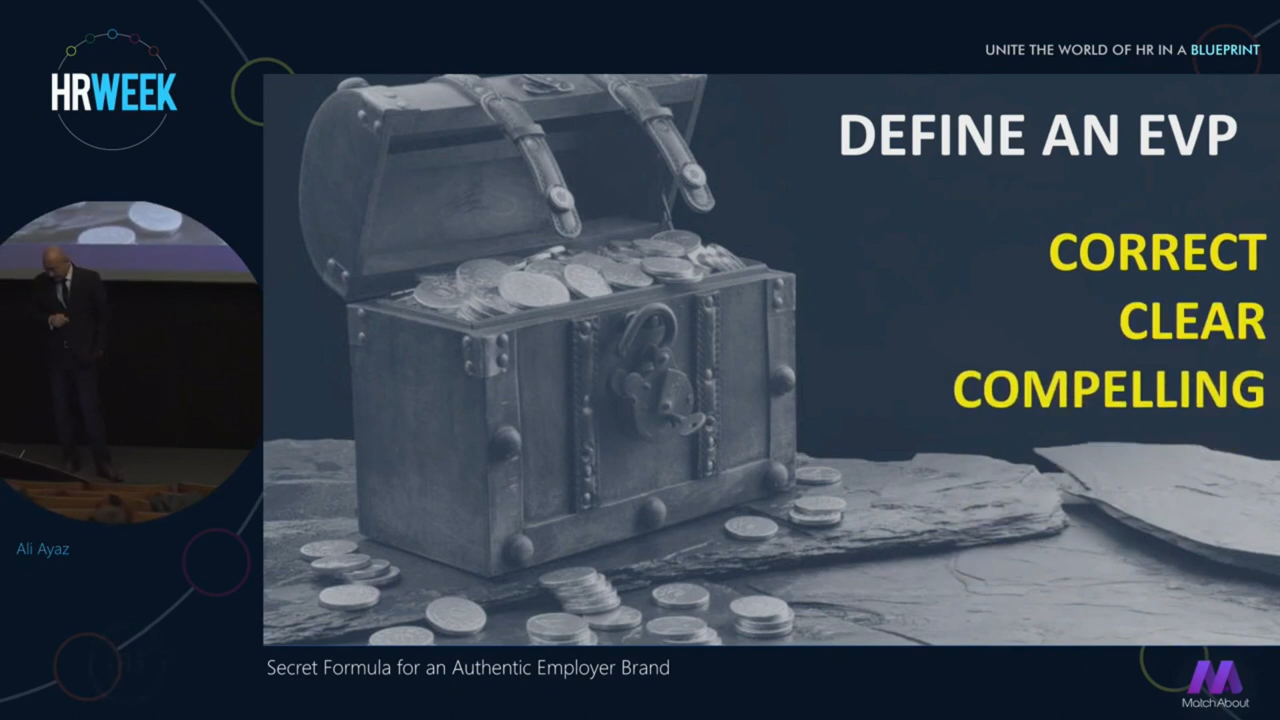 HRWEEK
UNITE THE WORLD OF HR IN A BLUEPRINT
DEFINE AN EVP
CORRECT
CLEAR
COMPELLING
Ali Ayaz
Secret Formula for an Authentic Employer Brand
MatchAbout